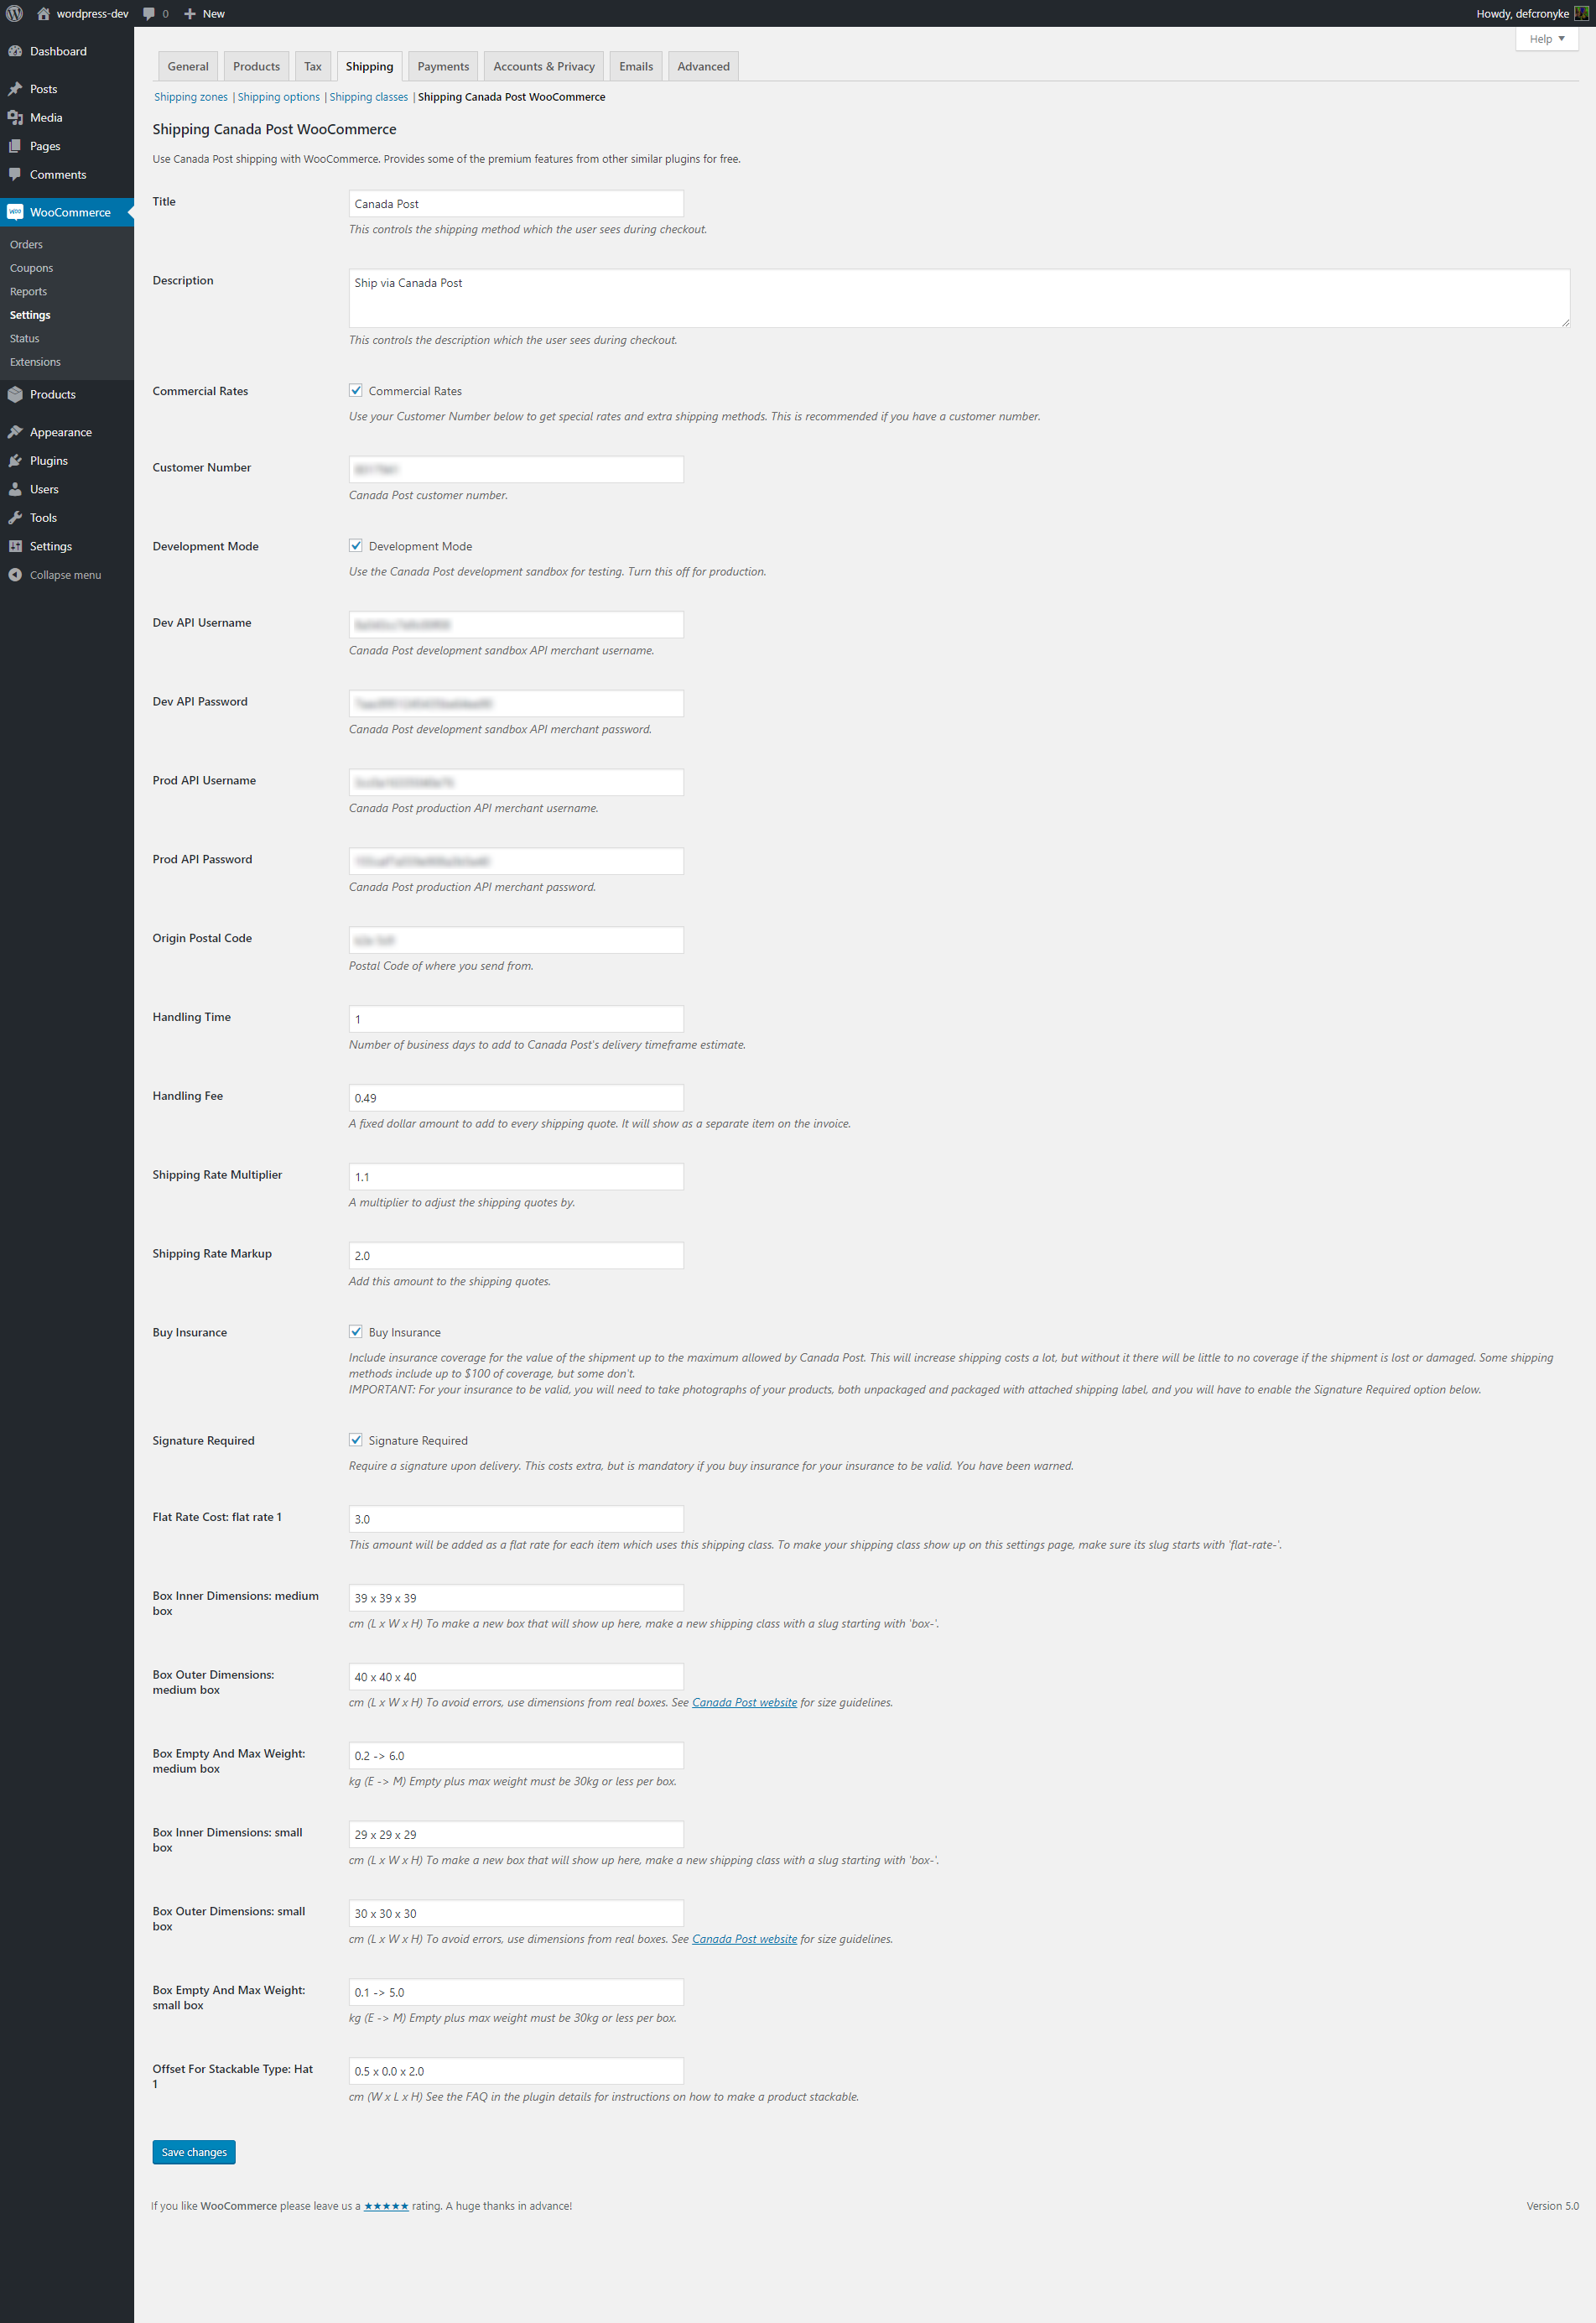 wordpress-dev 0 New Howdy, defcronyke
Help
Dashboard
Posts
Media
Pages
Comments
WooCommerce
Orders
Coupons
Reports
Settings
Status
Extensions
Products
Appearance
Plugins
Users
Tools
Settings
Collapse menu
General Products Tax Shipping Payments Accounts & Privacy Emails Advanced
Shipping zones | Shipping options | Shipping classes | Shipping Canada Post WooCommerce
Shipping Canada Post WooCommerce
Use Canada Post shipping with WooCommerce. Provides some of the premium features from other similar plugins for free.
Title
Canada Post
This controls the shipping method which the user sees during checkout.
Description
Ship via Canada Post
This controls the description which the user sees during checkout.
Commercial Rates
Commercial Rates
Use your Customer Number below to get special rates and extra shipping methods. This is recommended if you have a customer number.
Customer Number
Canada Post customer number.
Development Mode
Development Mode
Use the Canada Post development sandbox for testing. Turn this off for production.
Dev API Username
Canada Post development sandbox API merchant username.
Dev API Password
Canada Post development sandbox API merchant password.
Prod API Username
Canada Post production API merchant username.
Prod API Password
Canada Post production API merchant password.
Origin Postal Code
Postal Code of where you send from.
Handling Time
1
Number of business days to add to Canada Post's delivery timeframe estimate.
Handling Fee
0.49
A fixed dollar amount to add to every shipping quote. It will show as a separate item on the invoice.
Shipping Rate Multiplier
1.1
A multiplier to adjust the shipping quotes by.
Shipping Rate Markup
2.0
Add this amount to the shipping quotes.
Buy Insurance
Buy Insurance
Include insurance coverage for the value of the shipment up to the maximum allowed by Canada Post. This will increase shipping costs a lot, but without it there will be little to no coverage if the shipment is lost or damaged. Some shipping
methods include up to $100 of coverage, but some don't.
IMPORTANT: For your insurance to be valid, you will need to take photographs of your products, both unpackaged and packaged with attached shipping label, and you will have to enable the Signature Required option below.
Signature Required
Signature Required
Require a signature upon delivery. This costs extra, but is mandatory if you buy insurance for your insurance to be valid. You have been warned.
Flat Rate Cost: flat rate 1
3.0
This amount will be added as a flat rate for each item which uses this shipping class. To make your shipping class show up on this settings page, make sure its slug starts with 'flat-rate-'.
Box Inner Dimensions: medium
box
39 x 39 x 39
cm (L x W x H) To make a new box that will show up here, make a new shipping class with a slug starting with 'box-'.
Box Outer Dimensions:
medium box
40 x 40 x 40
cm (L x W x H) To avoid errors, use dimensions from real boxes. See Canada Post website for size guidelines.
Box Empty And Max Weight:
medium box
0.2 -> 6.0
kg (E -> M) Empty plus max weight must be 30kg or less per box.
Box Inner Dimensions: small
box
29 x 29 x 29
cm (L x W x H) To make a new box that will show up here, make a new shipping class with a slug starting with 'box-'.
Box Outer Dimensions: small
box
30 x 30 x 30
cm (L x W x H) To avoid errors, use dimensions from real boxes. See Canada Post website for size guidelines.
Box Empty And Max Weight:
small box
0.1 -> 5.0
kg (E -> M) Empty plus max weight must be 30kg or less per box.
Offset For Stackable Type: Hat
1
0.5 x 0.0 x 2.0
cm (W x L x H) See the FAQ in the plugin details for instructions on how to make a product stackable.
Save changes
If you like WooCommerce please leave us a ★★★★★ rating. A huge thanks in advance!
Version 5.0